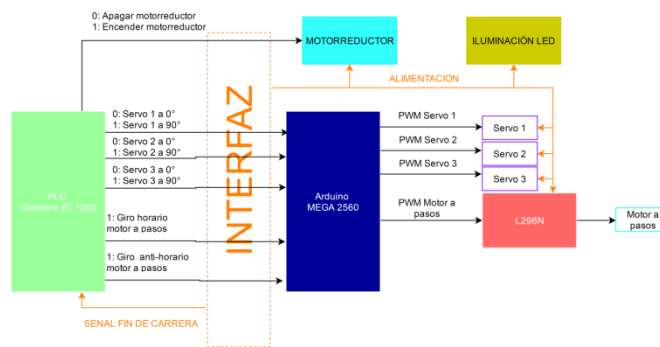 0: Apagar motorreductor
1: Encender motorreductor
MOTORREDUCTOR
ILUMINACIÓN LED
ALIMENTACION
INTERFAZ
0: Servo 1 a 0°
1: Servo 1 a 90°
0: Servo 2 a 0°
1: Servo 2 a 90°
0: Servo 3 a 0°
1: Servo 3 a 90°
PLC
Siemens S7 1200
1: Giro horario
motor a pasos
1: Giro anti-horario
motor a pasos
SENAL FIN DE CARRERA
Arduino
MEGA 2560
PWM Servo 1
PWM Servo 2
PWM Servo 3
PWM Motor a
pasos
Servo 1
Servo 2
Servo 3
L298N
Motor a
pasos